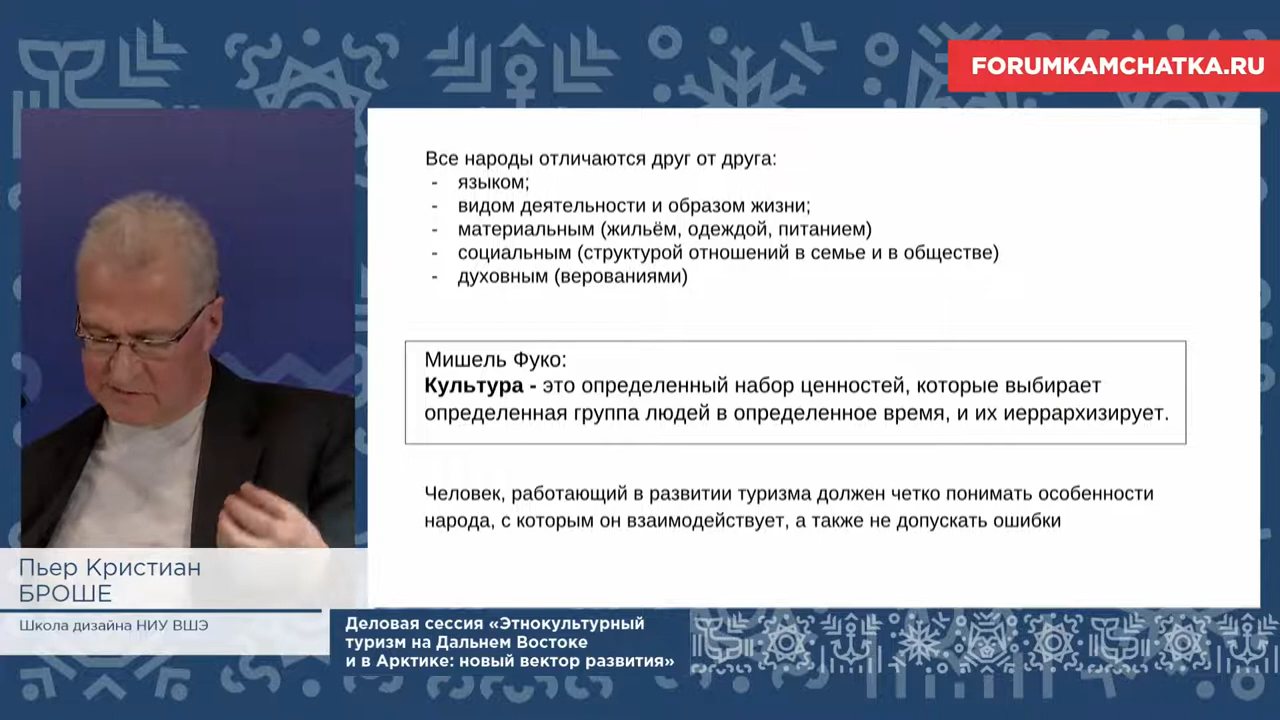 FORUMKAMCHATKA.RU
Все народы отличаются друг от друга:
- языком;
- видом деятельности и образом жизни;
- материальным (жильём, одеждой, питанием)
- социальным (структурой отношений в семье и в обществе)
- духовным (верованиями)
Мишель Фуко:
Культура - это определенный набор ценностей, которые выбирает
определенная группа людей в определенное время, и их иеррархизирует.
Человек, работающий в развитии туризма должен четко понимать особенности
народа, с которым он взаимодействует, а также не допускать ошибки
Пьер Кристиан
БРОШЕ
Школа дизайна НИУ ВШЭ
Деловая сессия «Этнокультурный
туризм на Дальнем Востоке
и в Арктике: новый вектор развития»